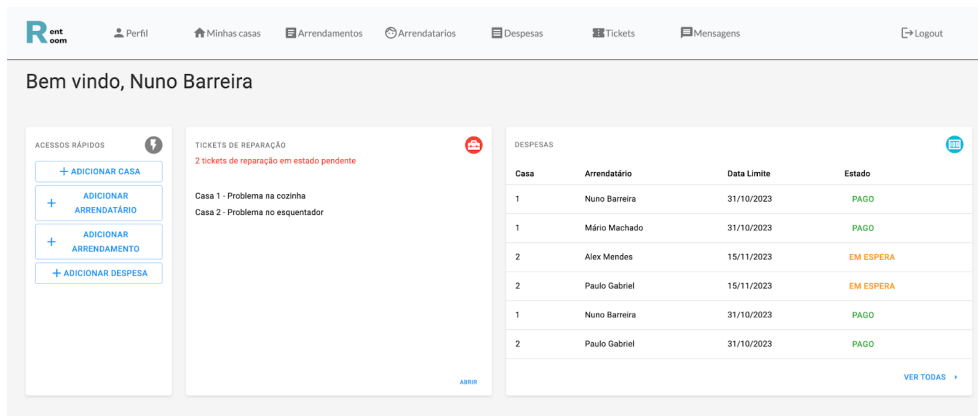 Rent Room
Perfil
Minhas casas
Arrendamentos
Arrendatarios
Despesas
Tickets
Mensagens
Logout
Bem vindo, Nuno Barreira
ACESSOS RÁPIDOS
+ ADICIONAR CASA
+ ADICIONAR
ARRENDATÁRIO
+ ADICIONAR
ARRENDAMENTO
+ ADICIONAR DESPESA
TICKETS DE REPARAÇÃO
2 tickets de reparação em estado pendente
Casa 1 - Problema na cozinha
Casa 2 - Problema no esquentador
ABRIR
DESPESAS
Casa Arrendatário Data Limite Estado
1 Nuno Barreira 31/10/2023 PAGO
1 Mário Machado 31/10/2023 PAGO
2 Alex Mendes 15/11/2023 EM ESPERA
2 Paulo Gabriel 15/11/2023 EM ESPERA
1 Nuno Barreira 31/10/2023 PAGO
2 Paulo Gabriel 31/10/2023 PAGO
VER TODAS